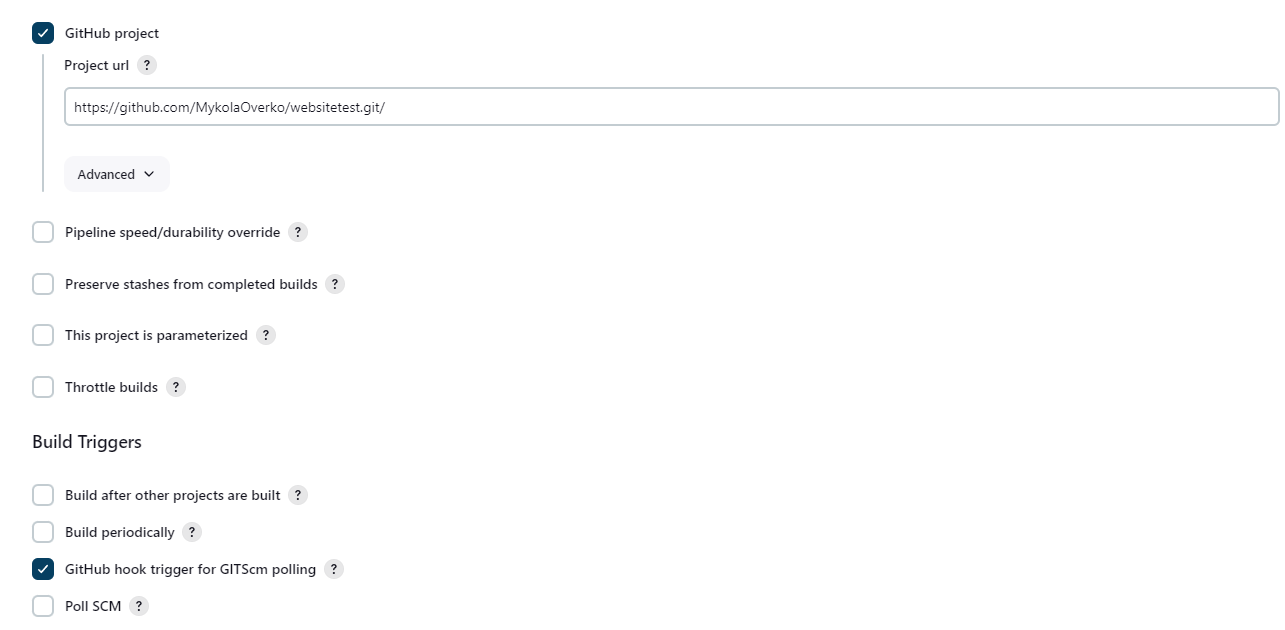 GitHub project
Project url ?
https://github.com/MykolaOverko/websitetest.git/
Advanced
Pipeline speed/durability override ?
Preserve stashes from completed builds ?
This project is parameterized ?
Throttle builds ?
Build Triggers
Build after other projects are built ?
Build periodically ?
GitHub hook trigger for GITScm polling ?
Poll SCM ?